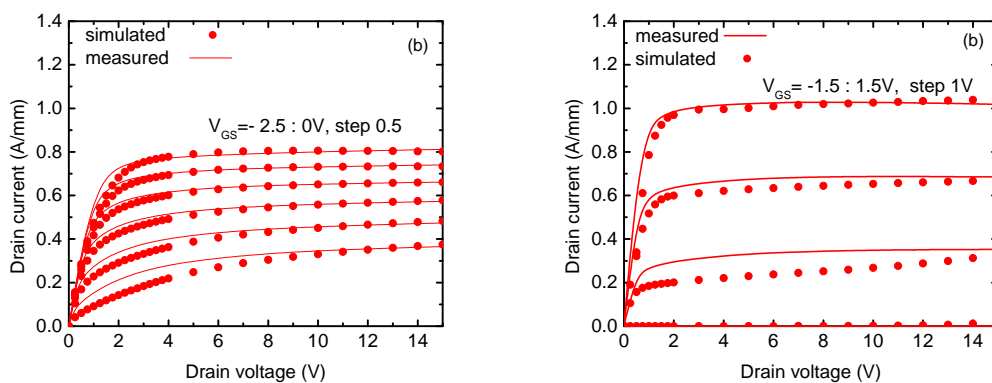 1.4
1.2
1.0
0.8
0.6
0.4
0.2
0.0
Drain current (A/mm)
simulated
measured
(b)
V_GS=- 2.5 : 0V, step 0.5
0 2 4 6 8 10 12 14
Drain voltage (V)
1.4
1.2
1.0
0.8
0.6
0.4
0.2
0.0
Drain current (A/mm)
measured
simulated
(b)
V_GS= -1.5 : 1.5V, step 1V
0 2 4 6 8 10 12 14
Drain voltage (V)